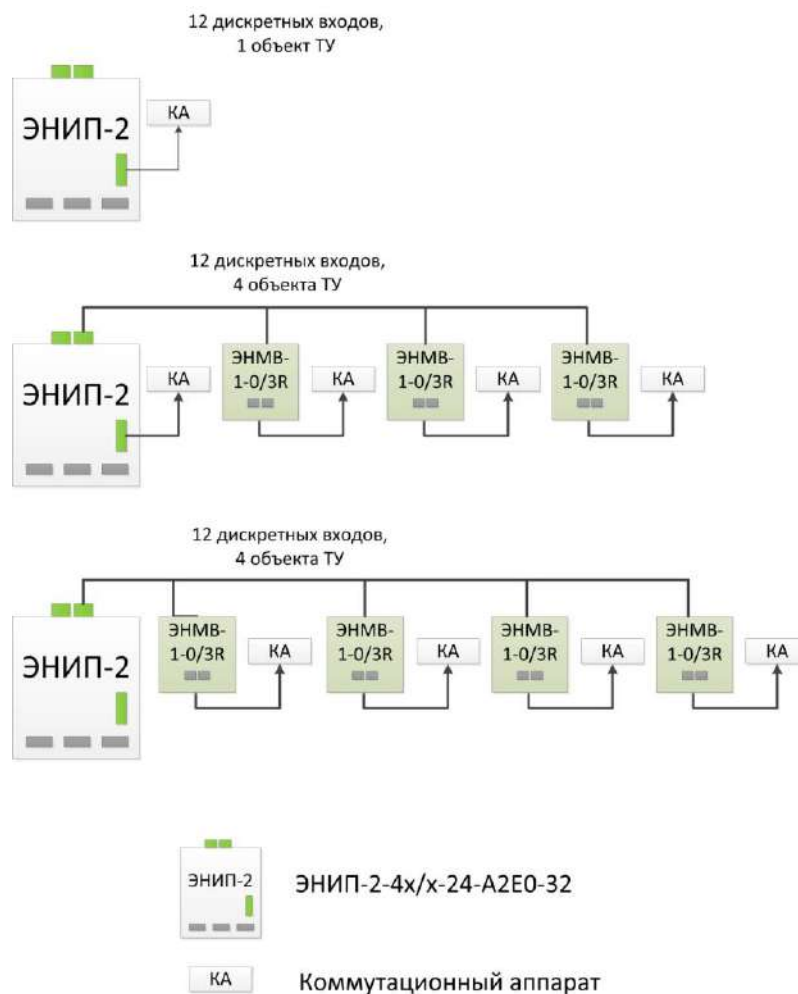 12 дискретных входов,
1 объект ТУ
ЭНИП-2
КА
12 дискретных входов,
4 объекта ТУ
ЭНИП-2
КА
ЭНМВ-
1-0/3R
КА
ЭНМВ-
1-0/3R
КА
ЭНМВ-
1-0/3R
КА
12 дискретных входов,
4 объекта ТУ
ЭНИП-2
ЭНМВ-
1-0/3R
КА
ЭНМВ-
1-0/3R
КА
ЭНМВ-
1-0/3R
КА
ЭНМВ-
1-0/3R
КА
ЭНИП-2
ЭНИП-2-4х/х-24-А2Е0-32
КА
Коммутационный аппарат